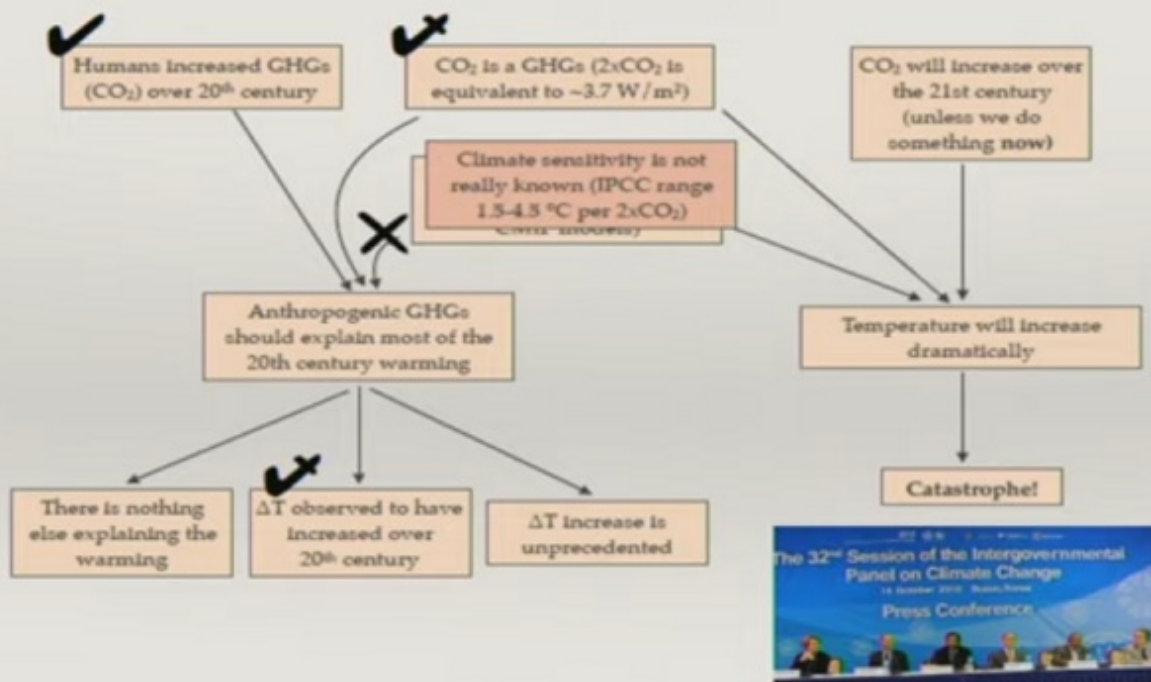 Humans increased GHGs
(CO₂) over 20th century
CO₂ is a GHGs (2xCO₂ is
equivalent to ~3.7 W/m²)
CO₂ will increase over
the 21st century
(unless we do
something now)
Climate sensitivity is not
really known (IPCC range
1.5-4.5 °C per 2xCO₂)
CMIP models)
Anthropogenic GHGs
should explain most of the
20th century warming
Temperature will increase
dramatically
There is nothing
else explaining the
warming
ΔT observed to have
increased over
20th century
ΔT increase is
unprecedented
Catastrophe!
The 32nd Session of the Intergovernmental
Panel on Climate Change
Press Conference